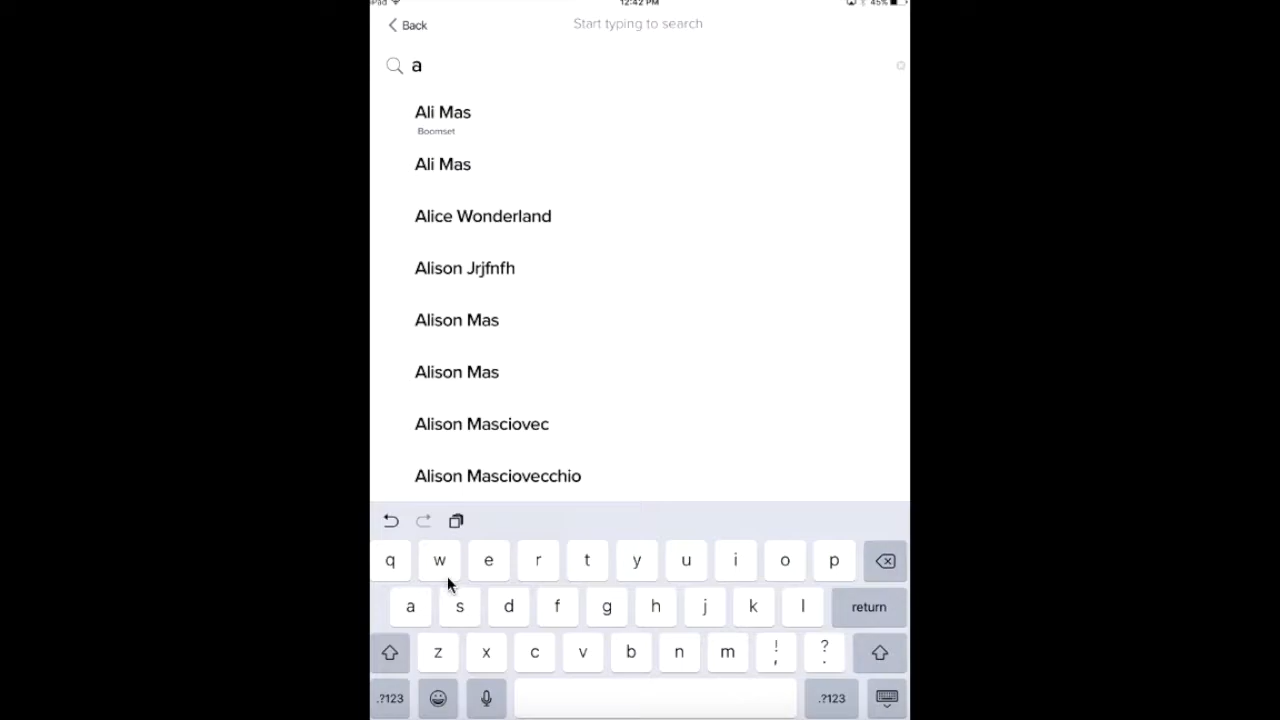 iPad 12:42 PM 45%
Back Start typing to search
a
Ali Mas
Boomset
Ali Mas
Alice Wonderland
Alison Jrjfnfh
Alison Mas
Alison Mas
Alison Masciovec
Alison Masciovecchio
q w e r t y u i o p
a s d f g h j k l return
z x c v b n m ! , ? .
.?123 .?123